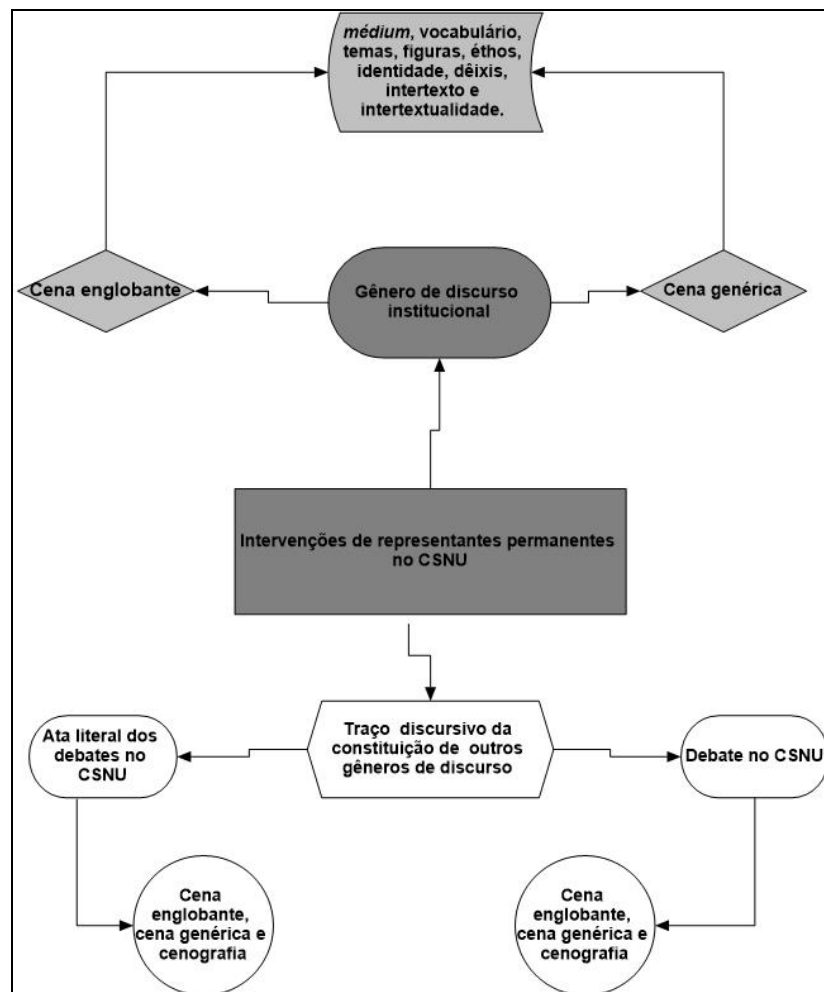 médium, vocabulário,
temas, figuras, éthos,
identidade, dêixis,
intertexto e
intertextualidade.
Cena englobante
Gênero de discurso
institucional
Cena genérica
Intervenções de representantes permanentes
no CSNU
Ata literal dos
debates no
CSNU
Traço discursivo da
constituição de outros
gêneros de discurso
Debate no CSNU
Cena
englobante,
cena genérica e
cenografia
Cena
englobante,
cena genérica e
cenografia